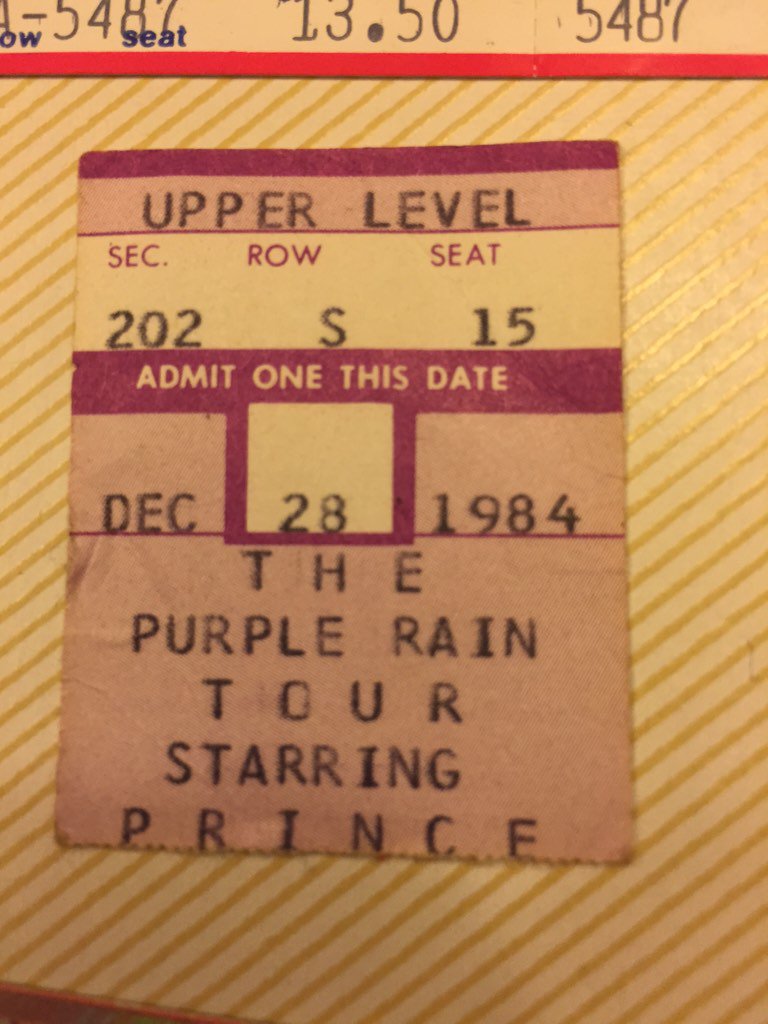 -5487 13.50 5487
ow seat
UPPER LEVEL
SEC. ROW SEAT
202 S 15
ADMIT ONE THIS DATE
DEC 28 1984
THE
PURPLE RAIN
TOUR
STARRING
PRINCE